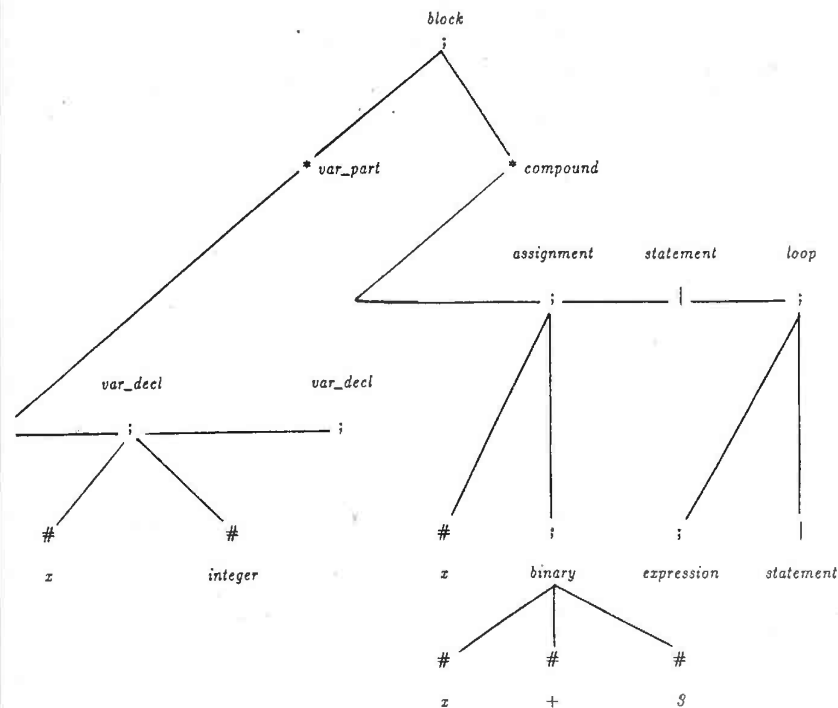 block
;
* var_part * compound
assignment statement loop
; | ;
var_decl var_decl
; ;
# # # ; ; |
x integer x binary expression statement
# # #
x + 3